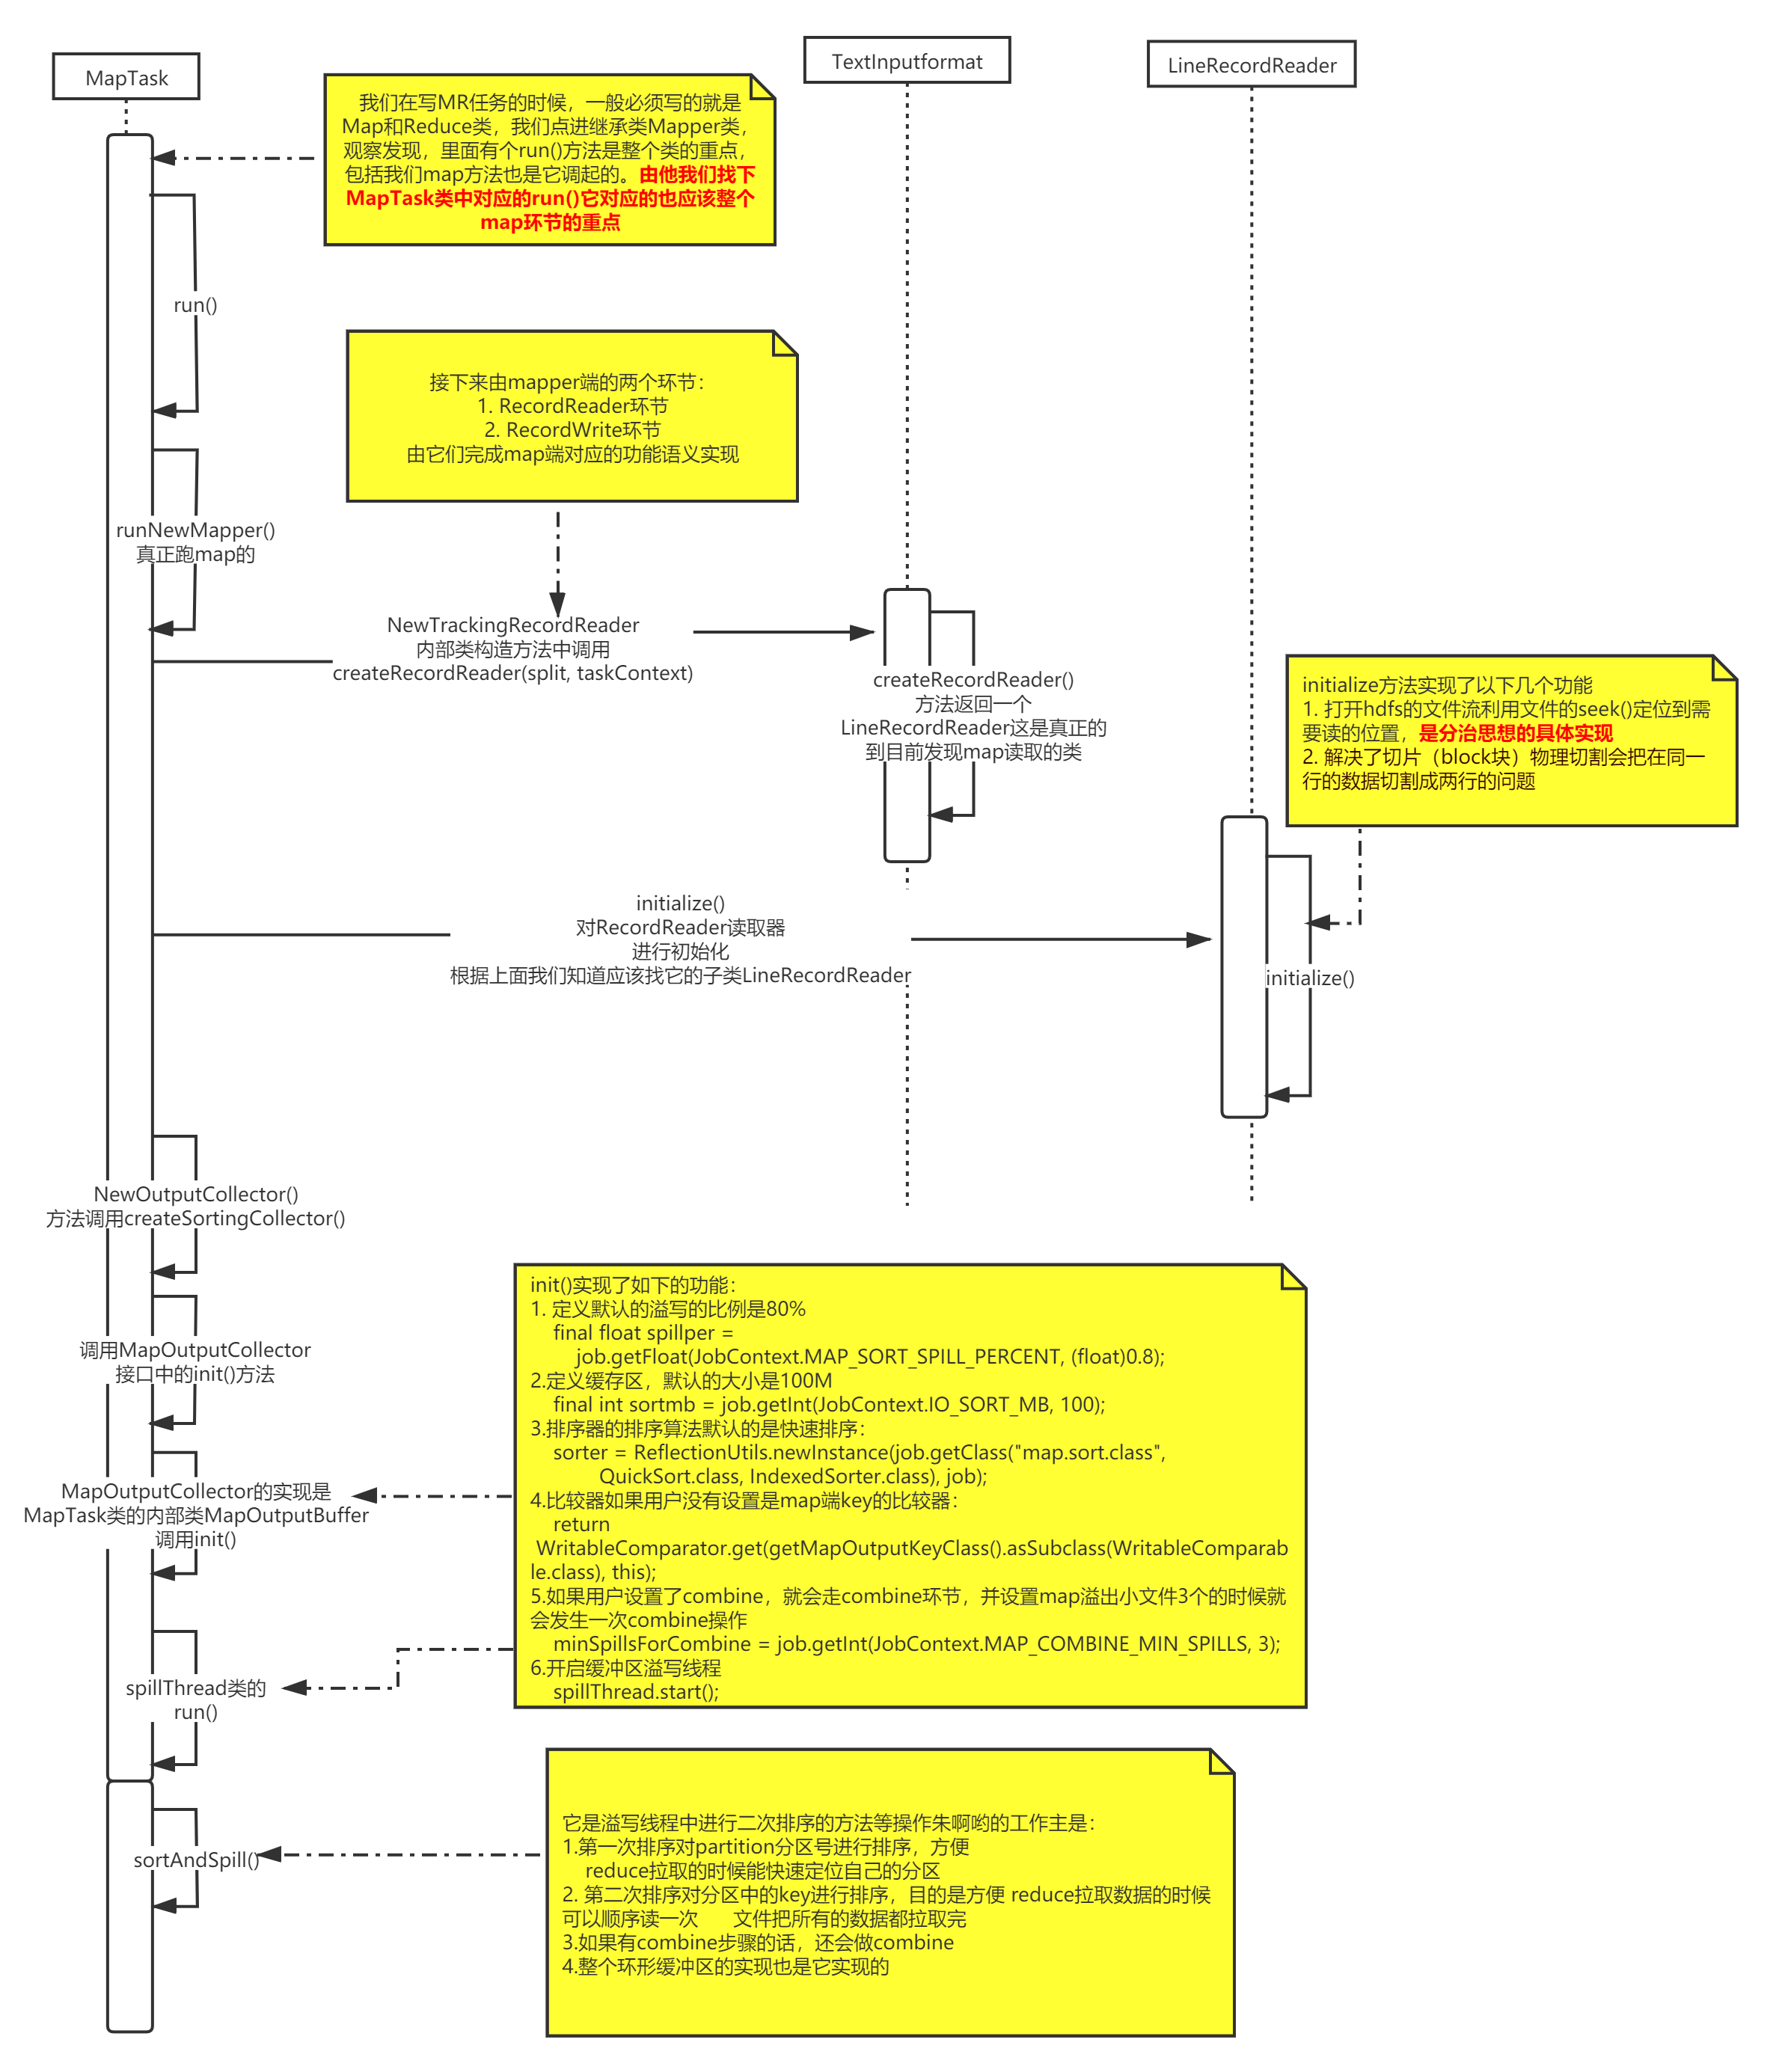 MapTask
TextInputformat
LineRecordReader
我们在写MR任务的时候，一般必须写的就是
Map和Reduce类，我们点进继承类Mapper类，
观察发现，里面有个run()方法是整个类的重点，
包括我们map方法也是它调起的。由他我们找下
MapTask类中对应的run()它对应的也应该整个
map环节的重点
run()
接下来由mapper端的两个环节：
1. RecordReader环节
2. RecordWrite环节
由它们完成map端对应的功能语义实现
runNewMapper()
真正跑map的
NewTrackingRecordReader
内部类构造方法中调用
createRecordReader(split, taskContext)
createRecordReader()
方法返回一个
LineRecordReader这是真正的
到目前发现map读取的类
initialize方法实现了以下几个功能
1. 打开hdfs的文件流利用文件的seek()定位到需
要读的位置，是分治思想的具体实现
2. 解决了切片（block块）物理切割会把在同一
行的数据切割成两行的问题
initialize()
对RecordReader读取器
进行初始化
根据上面我们知道应该找它的子类LineRecordReader
initialize()
NewOutputCollector()
方法调用createSortingCollector()
调用MapOutputCollector
接口中的init()方法
MapOutputCollector的实现是
MapTask类的内部类MapOutputBuffer
调用init()
init()实现了如下的功能：
1. 定义默认的溢写的比例是80%
final float spillper =
job.getFloat(JobContext.MAP_SORT_SPILL_PERCENT, (float)0.8);
2.定义缓存区，默认的大小是100M
final int sortmb = job.getInt(JobContext.IO_SORT_MB, 100);
3.排序器的排序算法默认的是快速排序：
sorter = ReflectionUtils.newInstance(job.getClass("map.sort.class",
QuickSort.class, IndexedSorter.class), job);
4.比较器如果用户没有设置是map端key的比较器：
return
WritableComparator.get(getMapOutputKeyClass().asSubclass(WritableComparab
le.class), this);
5.如果用户设置了combine，就会走combine环节，并设置map溢出小文件3个的时候就
会发生一次combine操作
minSpillsForCombine = job.getInt(JobContext.MAP_COMBINE_MIN_SPILLS, 3);
6.开启缓冲区溢写线程
spillThread.start();
spillThread类的
run()
sortAndSpill()
它是溢写线程中进行二次排序的方法等操作朱啊哟的工作主是：
1.第一次排序对partition分区号进行排序，方便
reduce拉取的时候能快速定位自己的分区
2. 第二次排序对分区中的key进行排序，目的是方便 reduce拉取数据的时候
可以顺序读一次 文件把所有的数据都拉取完
3.如果有combine步骤的话，还会做combine
4.整个环形缓冲区的实现也是它实现的